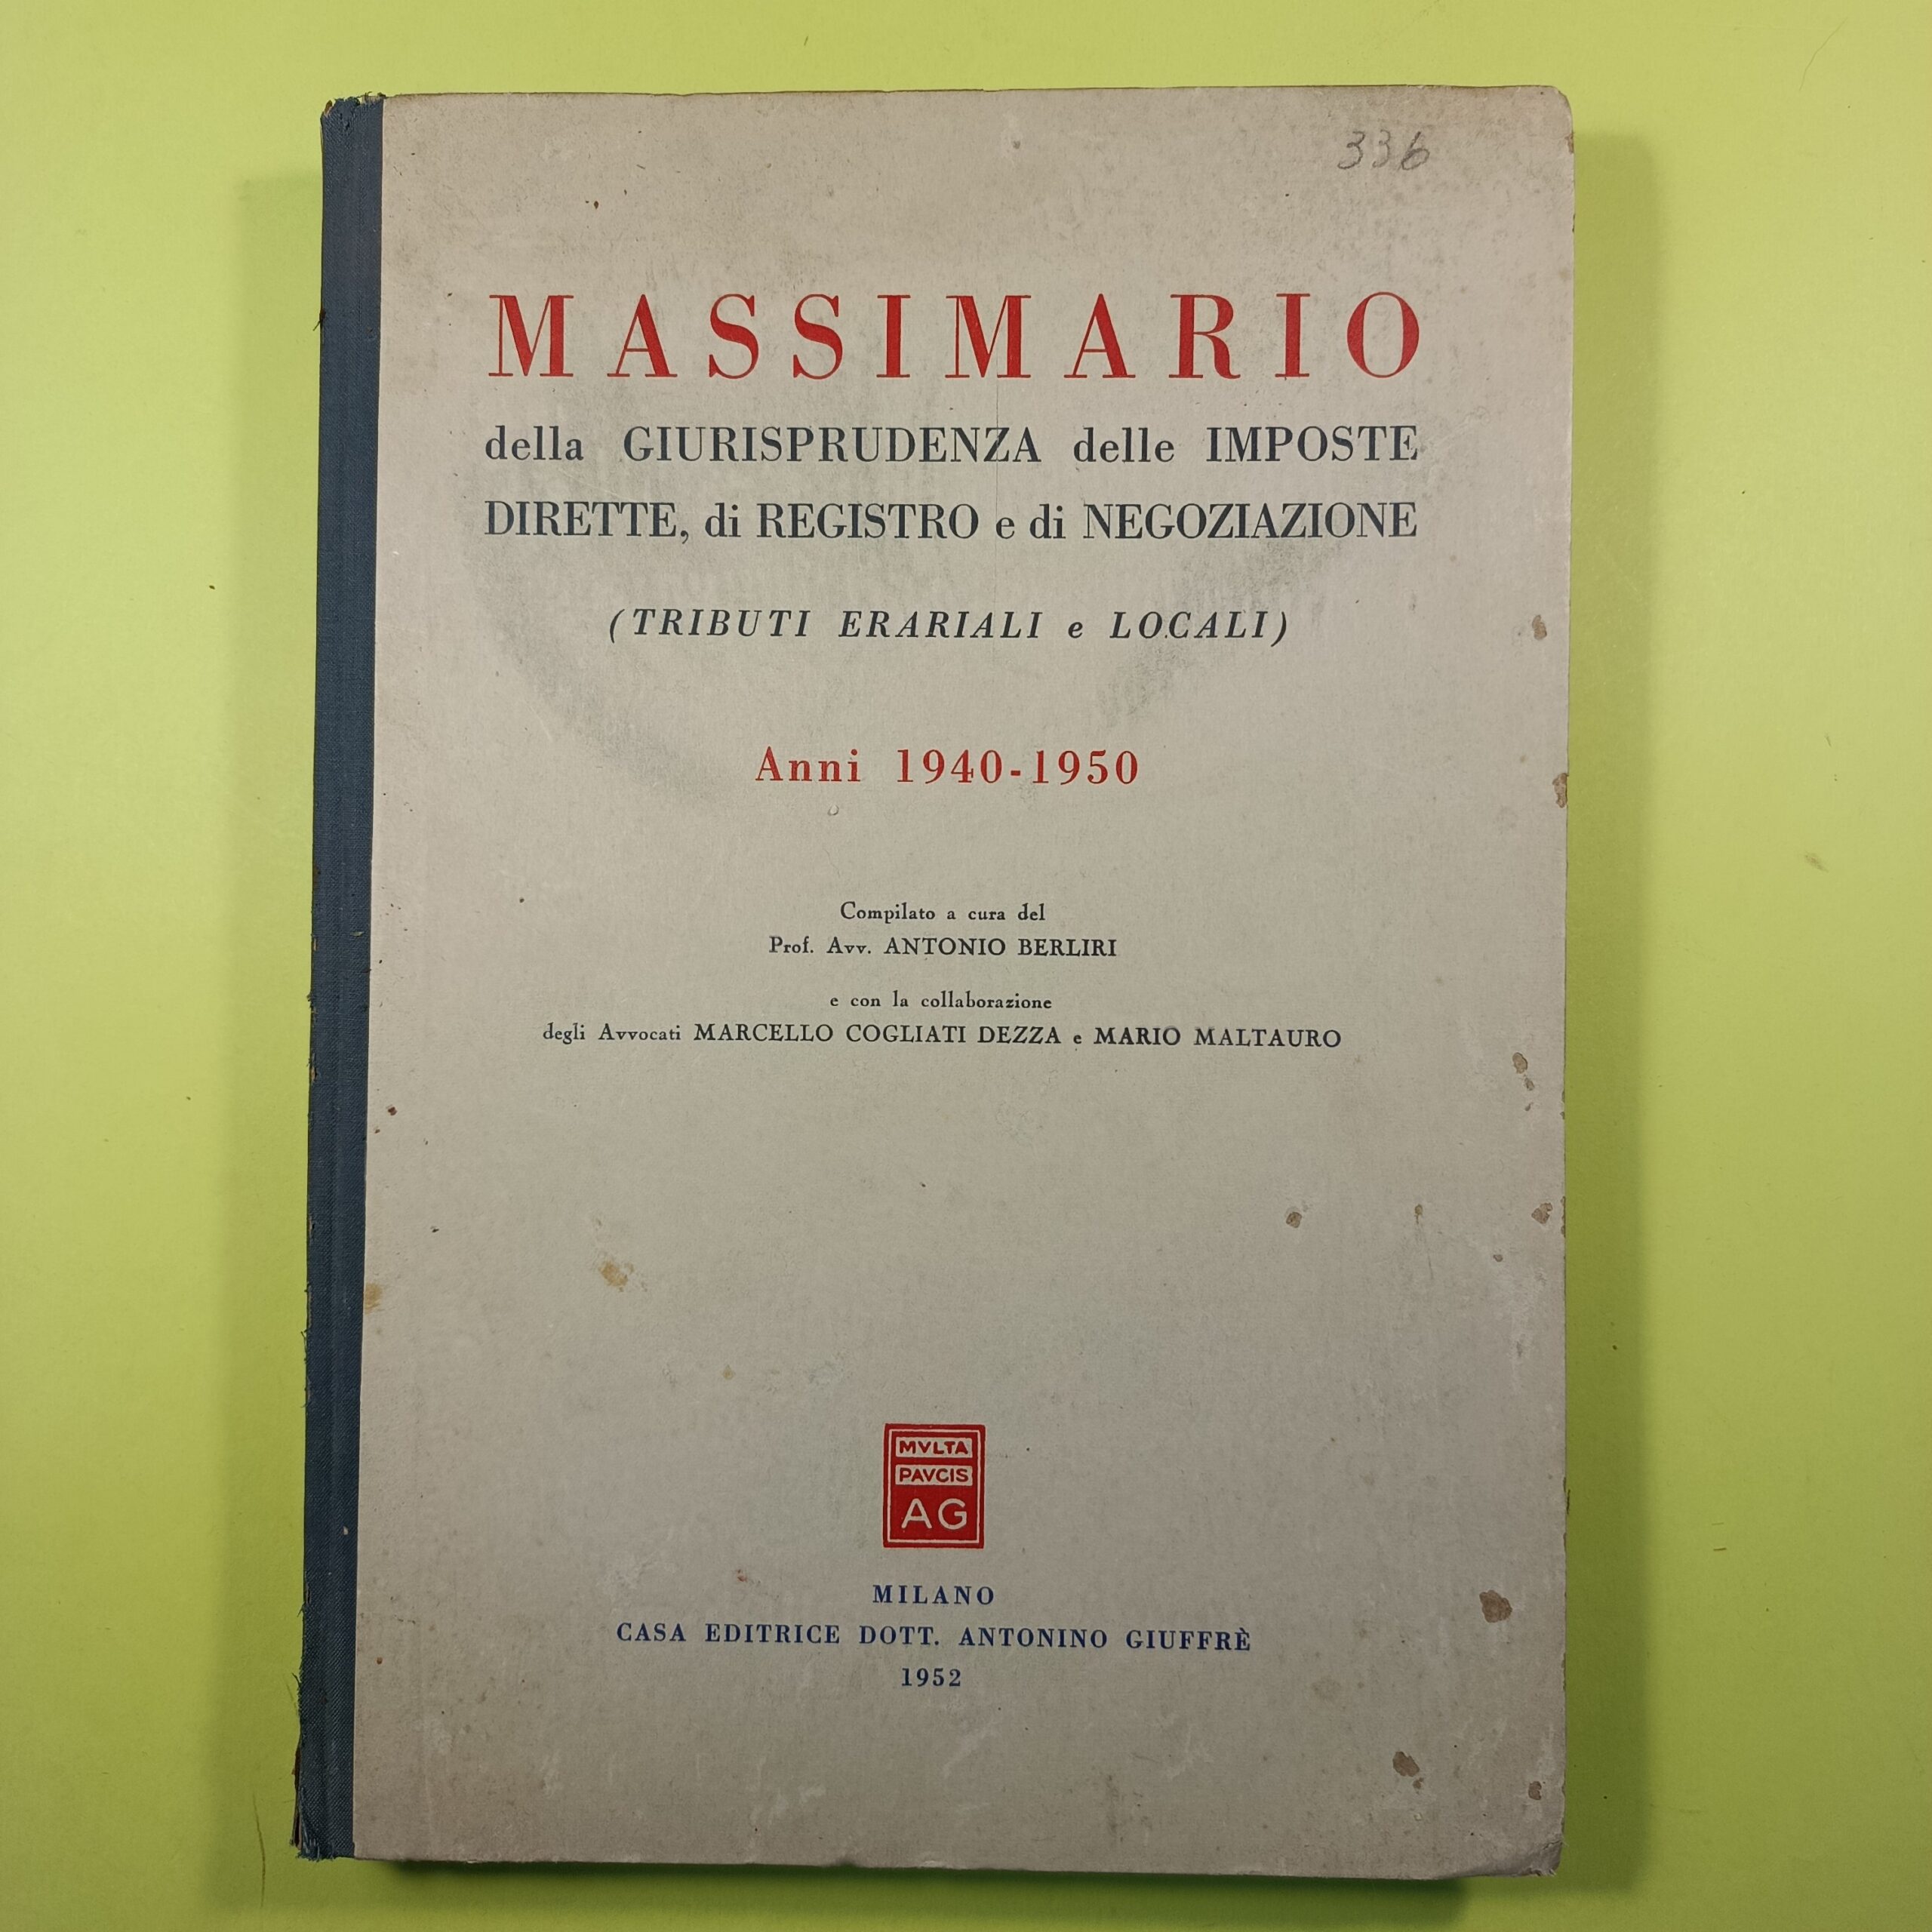 336
MASSIMARIO
della GIURISPRUDENZA delle IMPOSTE
DIRETTE, di REGISTRO e di NEGOZIAZIONE
(TRIBUTI ERARIALI e LOCALI)
Anni 1940-1950
Compilato a cura del
Prof. Avv. ANTONIO BERLIRI
e con la collaborazione
degli Avvocati MARCELLO COGLIATI DEZZA e MARIO MALTAURO
MVLTA
PAVCIS
AG
MILANO
CASA EDITRICE DOTT. ANTONINO GIUFFRÈ
1952